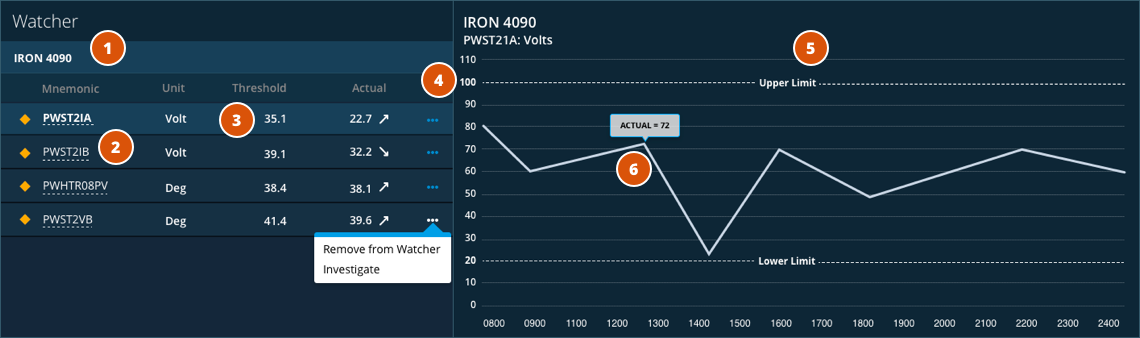 Watcher
1
IRON 4090
Mnemonic Unit Threshold Actual
4
PWST2IA Volt 3 35.1 22.7
PWST2IB 2 Volt 39.1 32.2
PWHTR08PV Deg 38.4 38.1
PWST2VB Deg 41.4 39.6
Remove from Watcher
Investigate
IRON 4090
PWST21A: Volts
5
110
100 Upper Limit
90
80 ACTUAL = 72
70
60 6
50
40
30
20 Lower Limit
10
0
0800 0900 1100 1200 1300 1400 1500 1600 1700 1800 1900 2000 2200 2300 2400